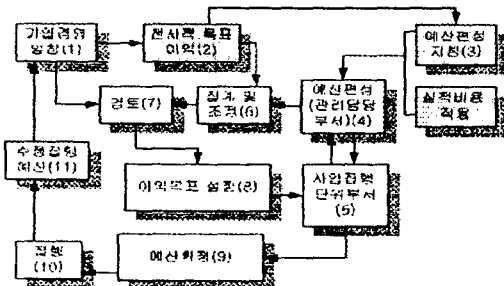 기업경영
방침(1)
전사적 목표
이익(2)
예산편성
지침(3)
검토(7)
집계 및
조정(6)
예산편성
(관리담당
부서)(4)
실적비용
적용
수정집행
예산(11)
이익목표 설정(8)
사업집행
단위부서
(5)
집행
(10)
예산확정(9)